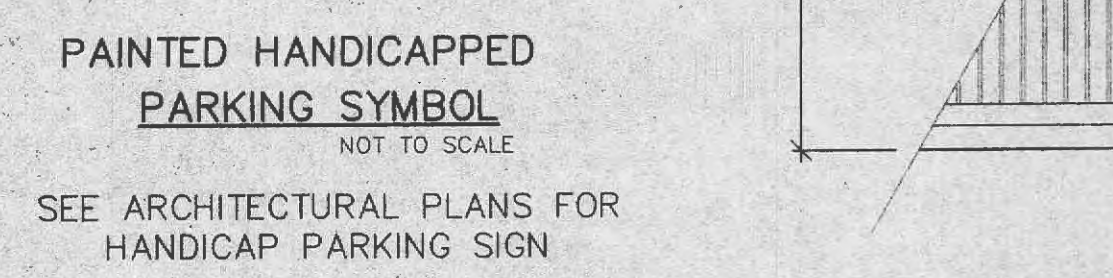 PAINTED HANDICAPPED
PARKING SYMBOL
NOT TO SCALE
SEE ARCHITECTURAL PLANS FOR
HANDICAP PARKING SIGN